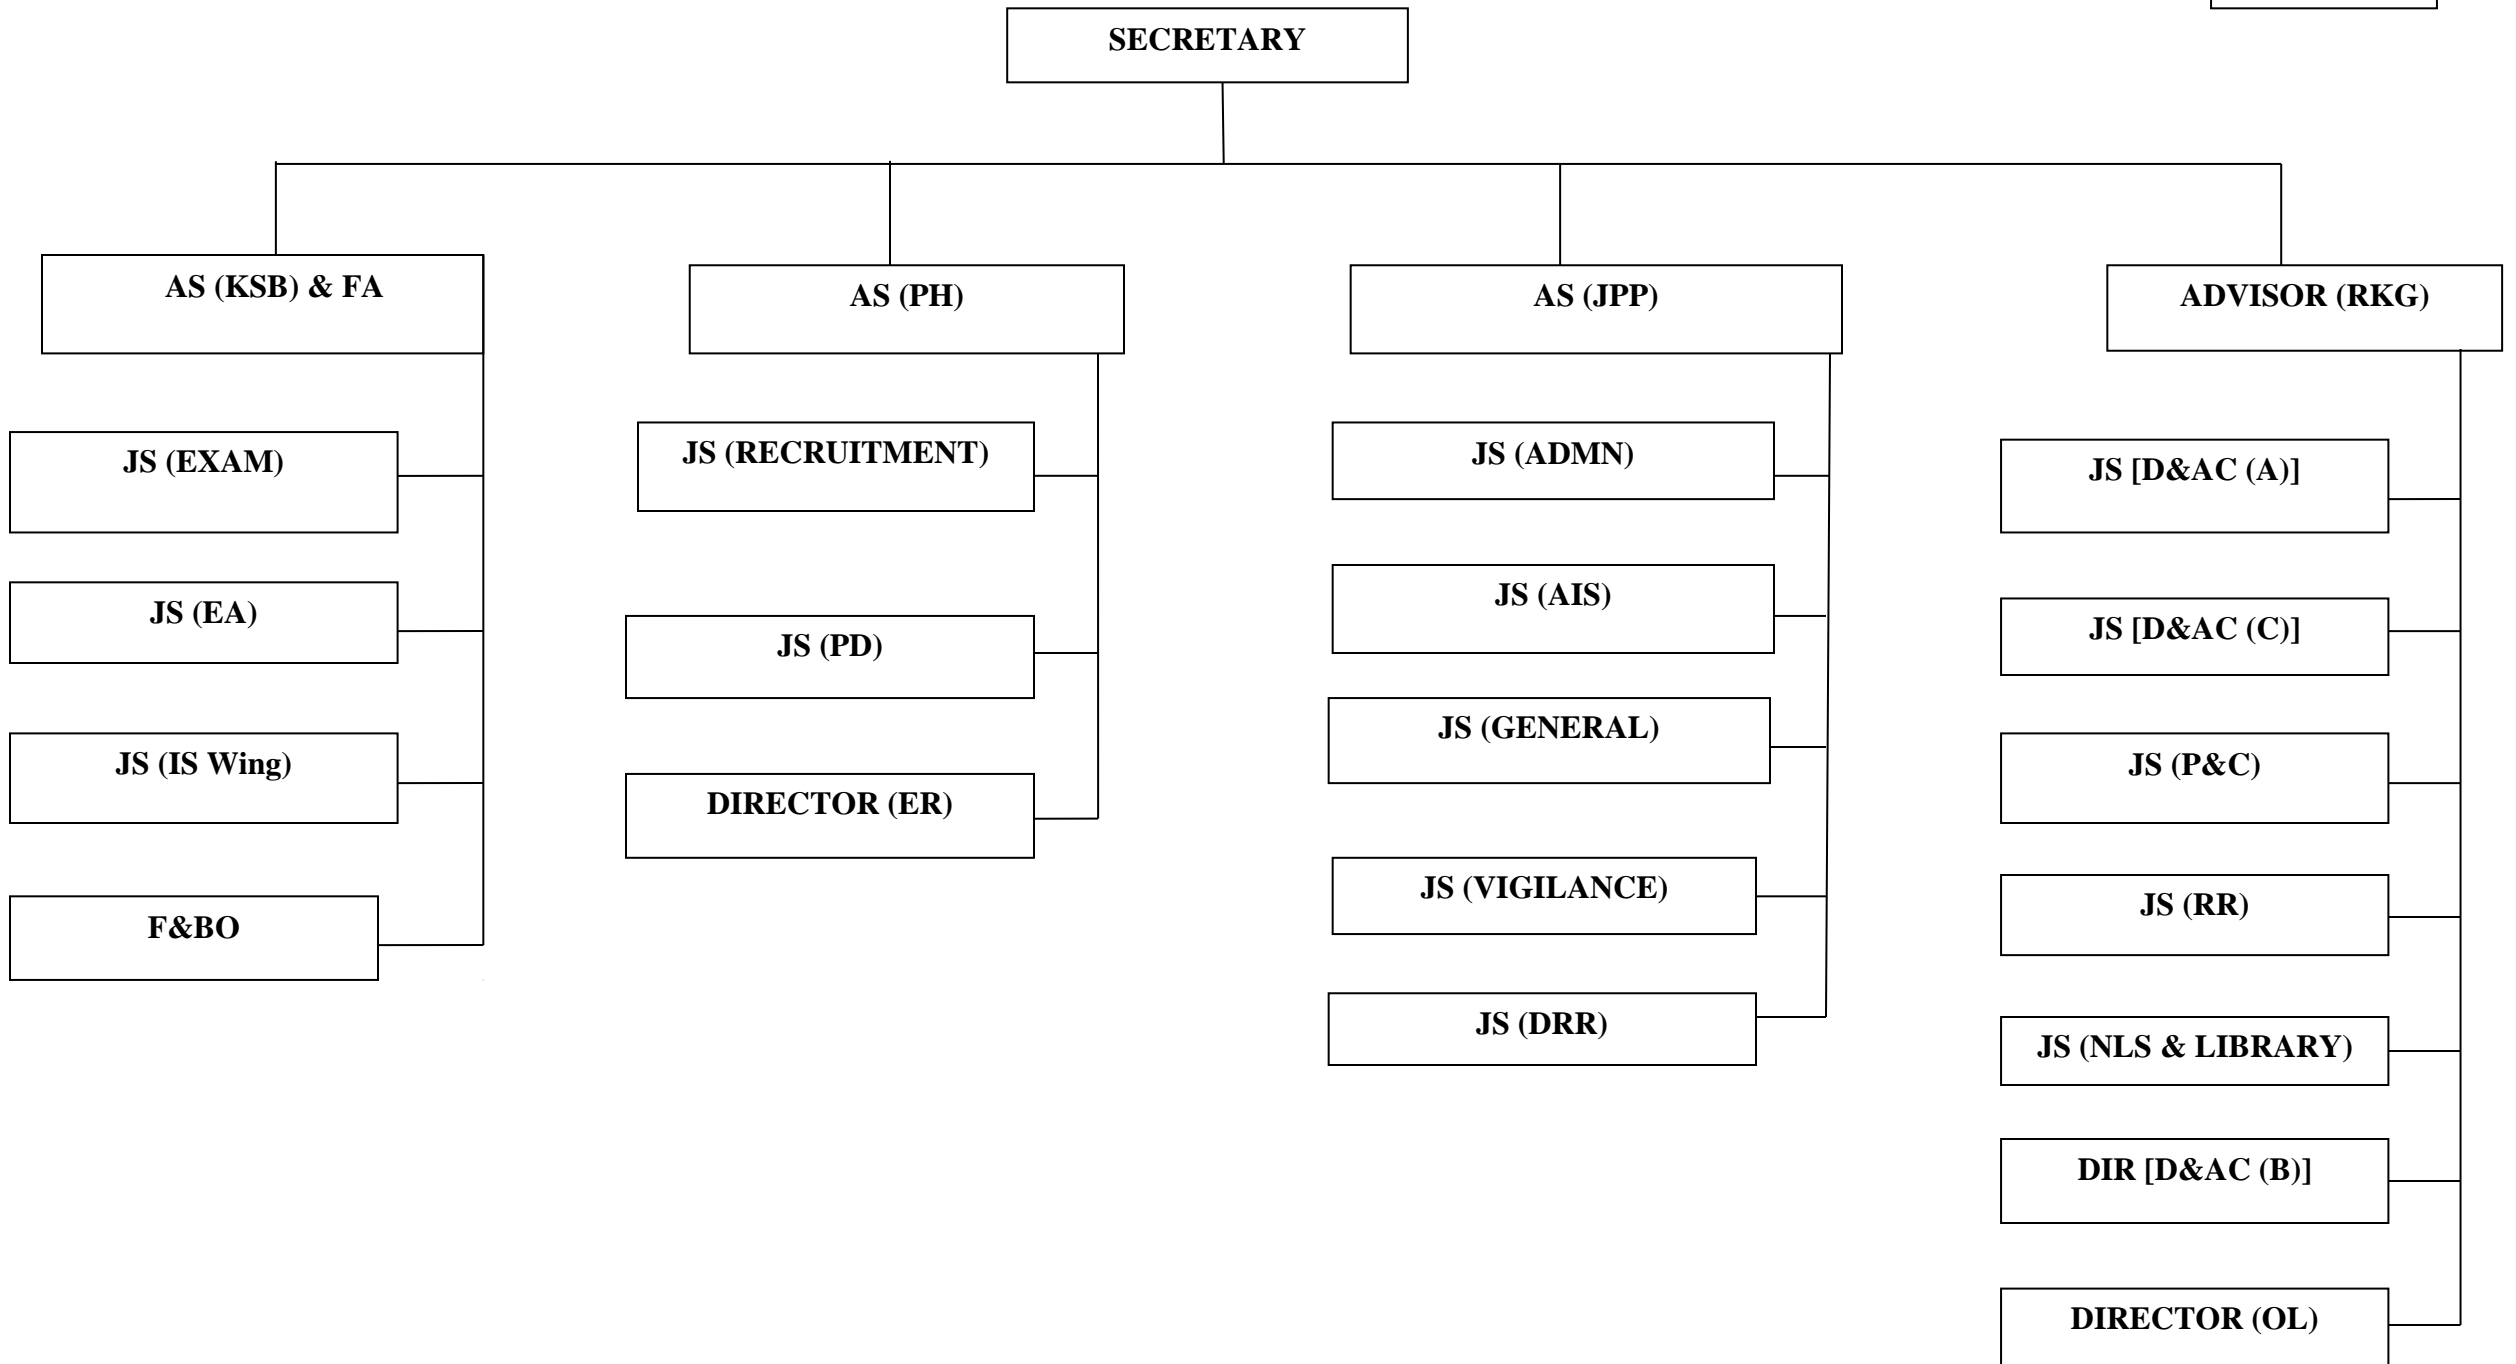 SECRETARY
AS (KSB) & FA
JS (EXAM)
JS (EA)
JS (IS Wing)
F&BO
AS (PH)
JS (RECRUITMENT)
JS (PD)
DIRECTOR (ER)
AS (JPP)
JS (ADMN)
JS (AIS)
JS (GENERAL)
JS (VIGILANCE)
JS (DRR)
ADVISOR (RKG)
JS [D&AC (A)]
JS [D&AC (C)]
JS (P&C)
JS (RR)
JS (NLS & LIBRARY)
DIR [D&AC (B)]
DIRECTOR (OL)